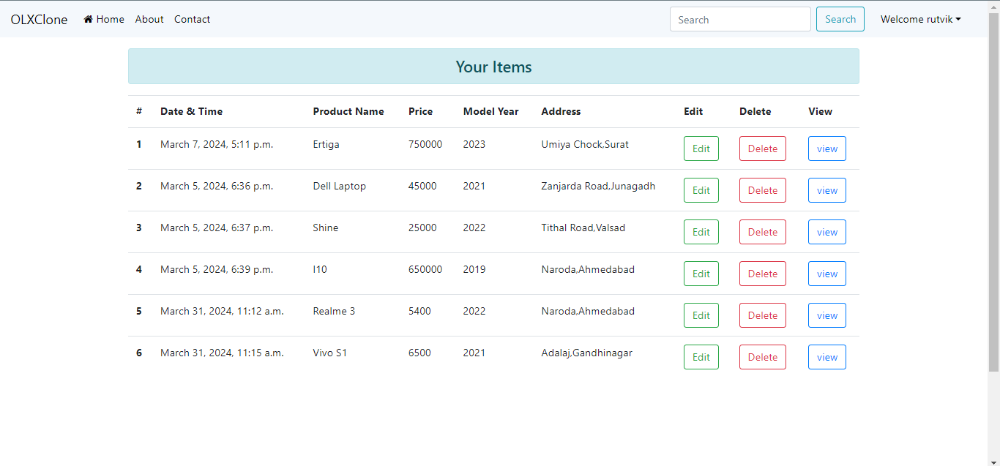 OLXClone Home About Contact Search Search Welcome rutvik
Your Items
# Date & Time Product Name Price Model Year Address Edit Delete View
1 March 7, 2024, 5:11 p.m. Ertiga 750000 2023 Umiya Chock,Surat Edit Delete view
2 March 5, 2024, 6:36 p.m. Dell Laptop 45000 2021 Zanjarda Road,Junagadh Edit Delete view
3 March 5, 2024, 6:37 p.m. Shine 25000 2022 Tithal Road,Valsad Edit Delete view
4 March 5, 2024, 6:39 p.m. I10 650000 2019 Naroda,Ahmedabad Edit Delete view
5 March 31, 2024, 11:12 a.m. Realme 3 5400 2022 Naroda,Ahmedabad Edit Delete view
6 March 31, 2024, 11:15 a.m. Vivo S1 6500 2021 Adalaj,Gandhinagar Edit Delete view